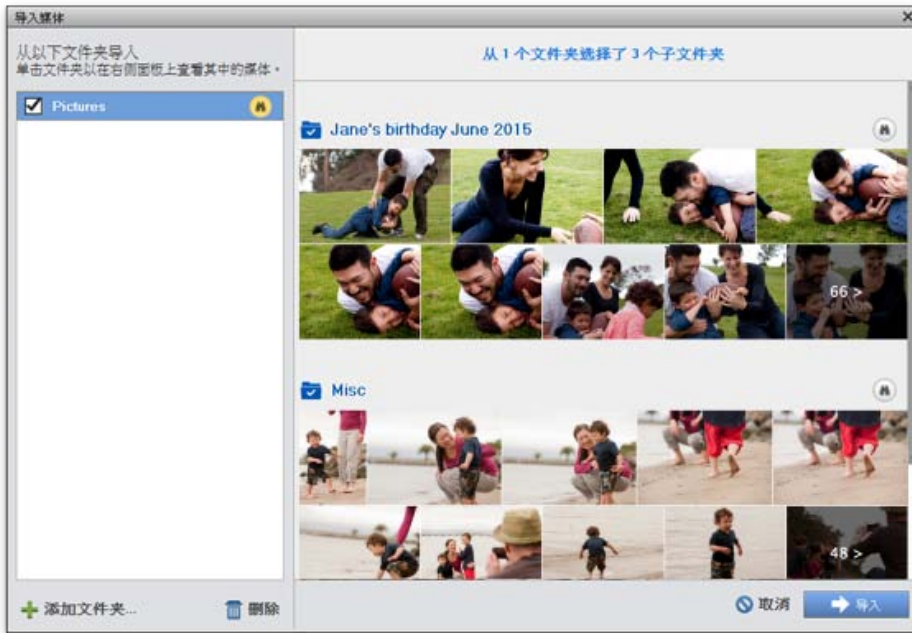 导入媒体
从以下文件夹导入
单击文件夹以在右侧面板上查看其中的媒体。
Pictures
添加文件夹...
删除
从 1 个文件夹选择了 3 个子文件夹
Jane's birthday June 2015
66 >
Misc
48 >
取消
导入